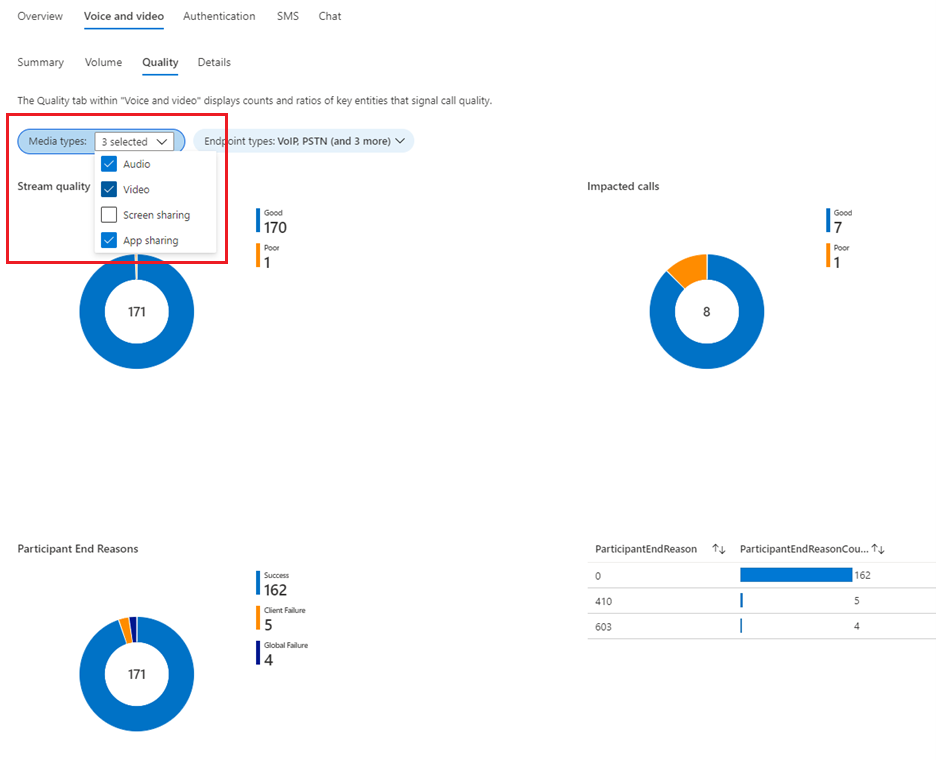 Overview Voice and video Authentication SMS Chat
Summary Volume Quality Details
The Quality tab within "Voice and video" displays counts and ratios of key entities that signal call quality.
Media types: 3 selected Endpoint types: VoIP, PSTN (and 3 more)
Audio
Video
Screen sharing
App sharing
Stream quality
Good
170
Poor
1
171
Impacted calls
Good
7
Poor
1
8
Participant End Reasons
Success
162
Client Failure
5
Global Failure
4
171
ParticipantEndReason ParticipantEndReasonCou...
0 162
410 5
603 4